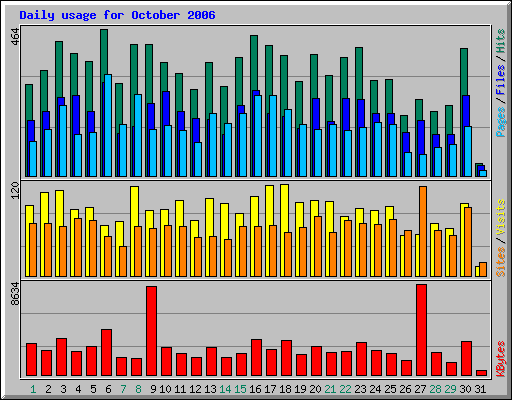 Daily usage for October 2006
464
Pages / Files / Hits
120
Sites / Visits
8634
KBytes
1 2 3 4 5 6 7 8 9 10 11 12 13 14 15 16 17 18 19 20 21 22 23 24 25 26 27 28 29 30 31